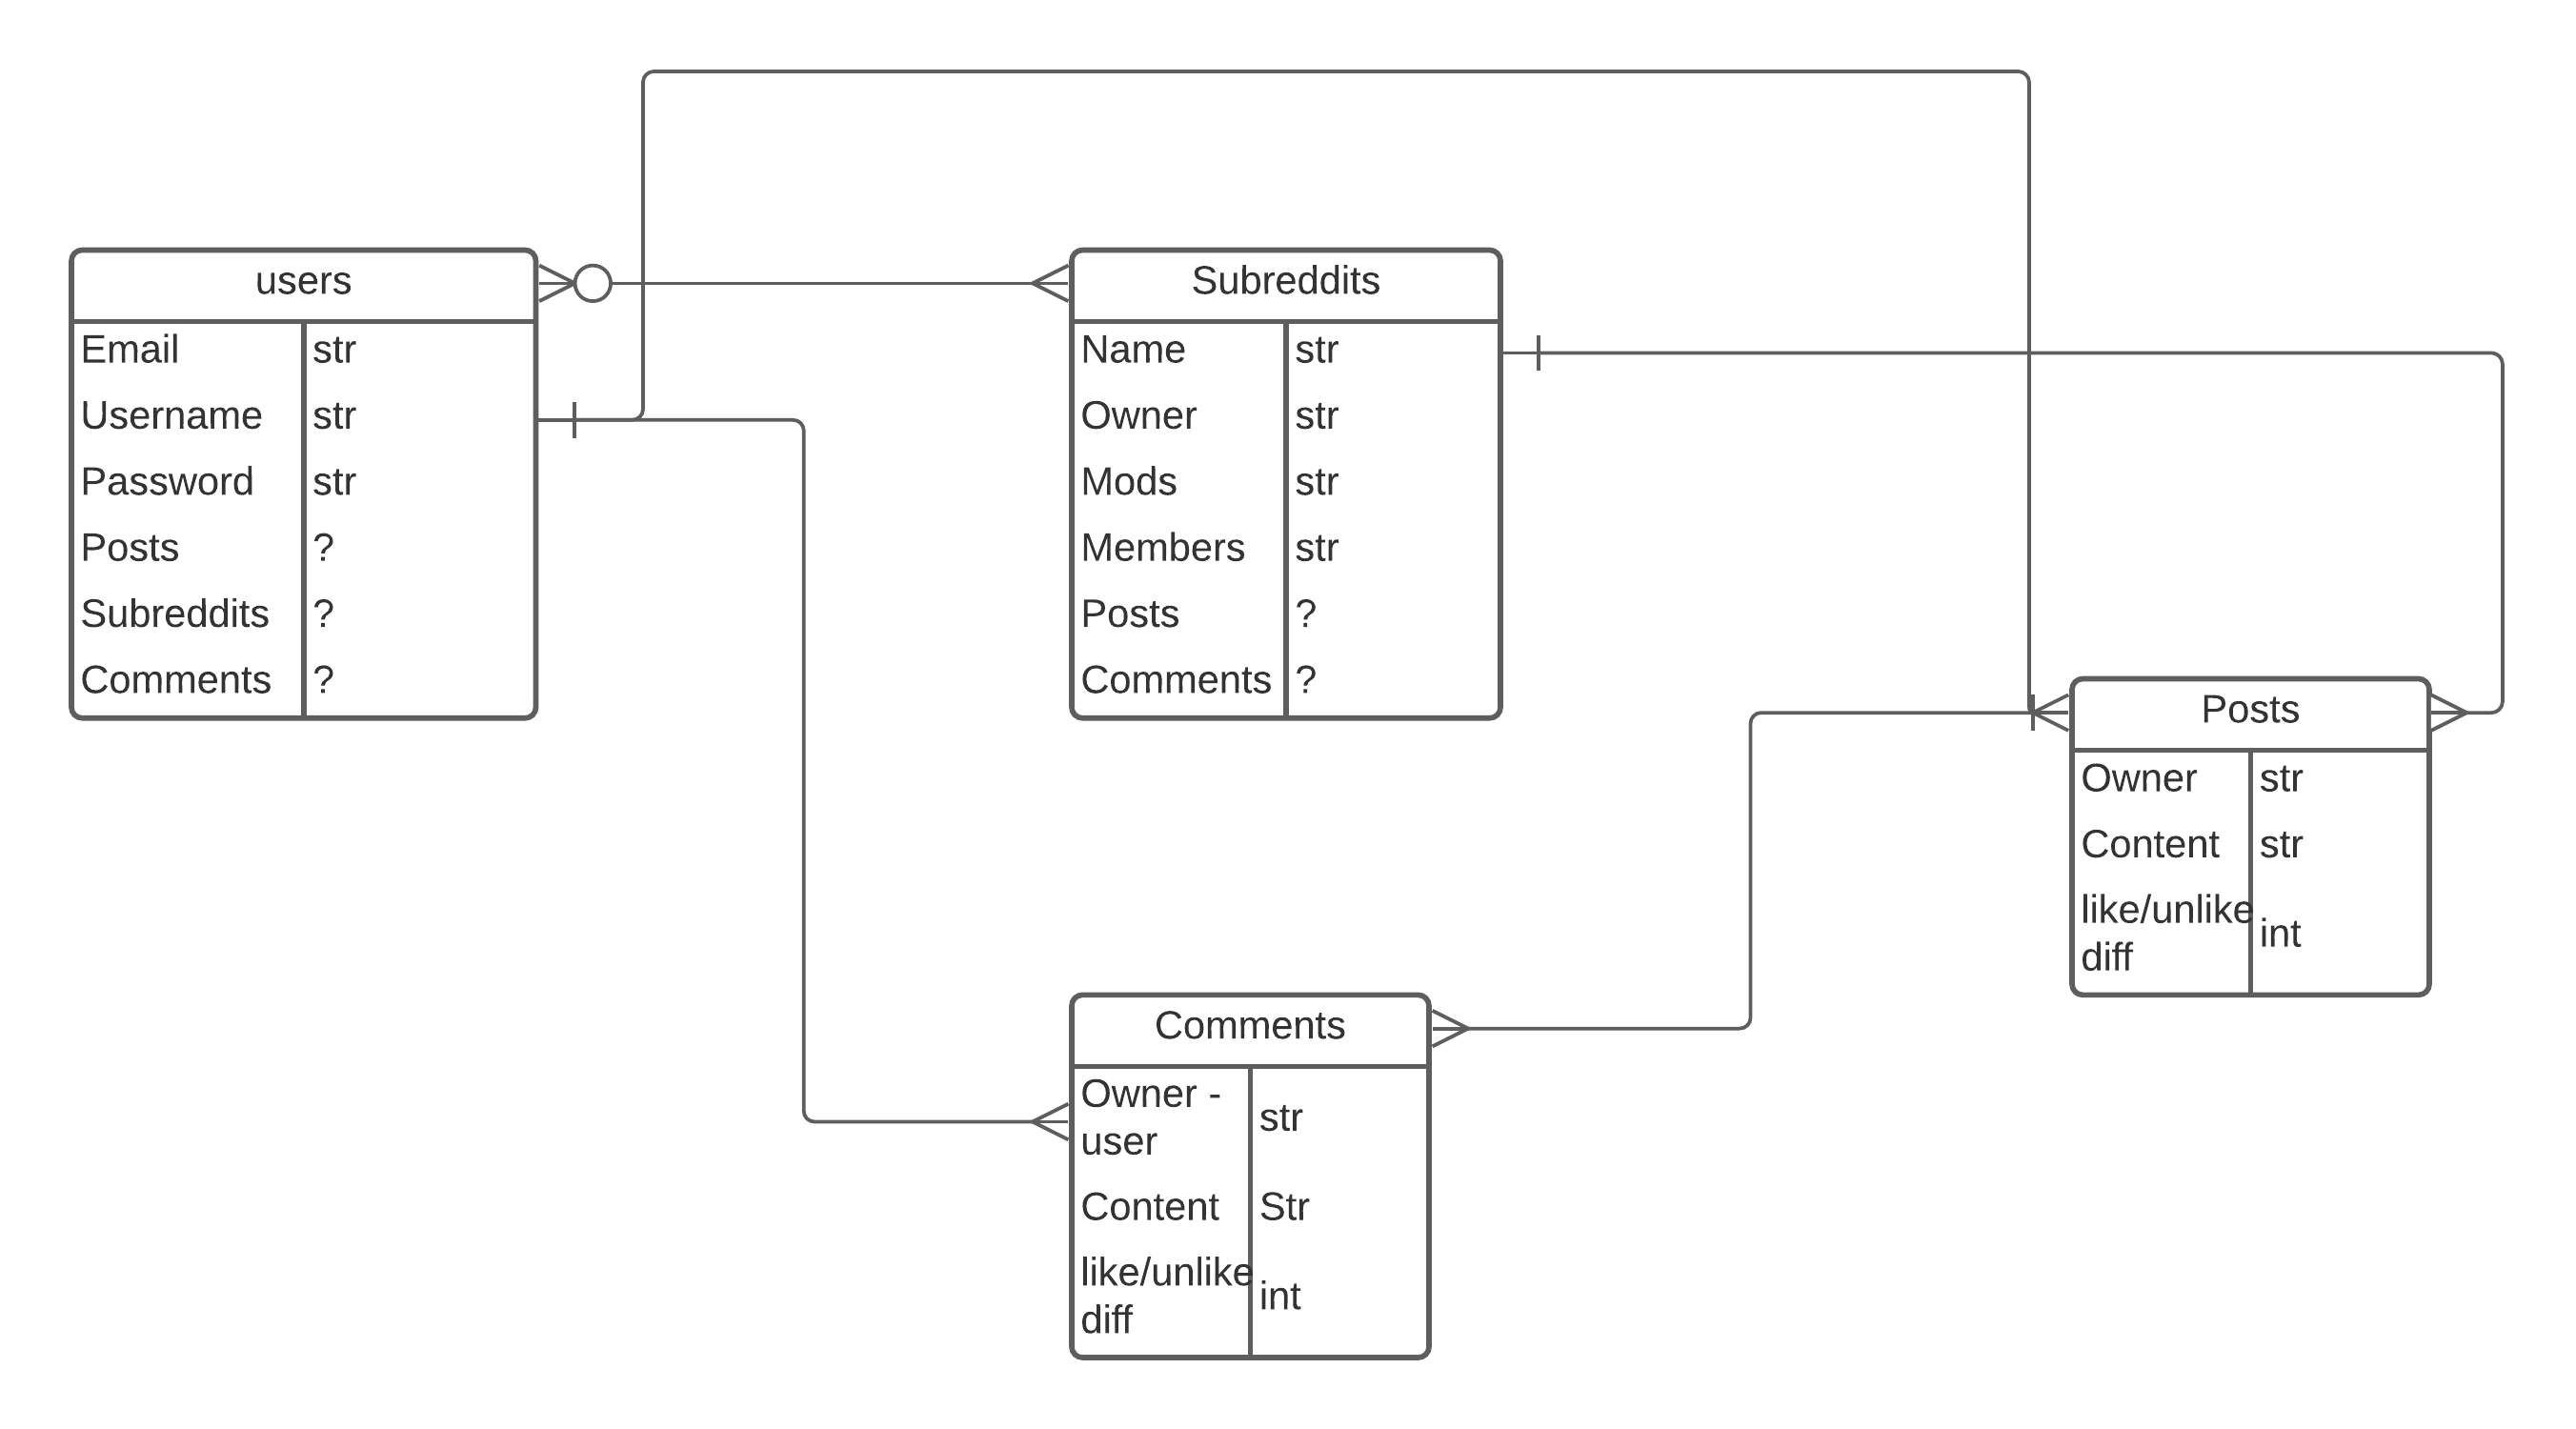 users
Email str
Username str
Password str
Posts ?
Subreddits ?
Comments ?
Subreddits
Name str
Owner str
Mods str
Members str
Posts ?
Comments ?
Posts
Owner str
Content str
like/unlike
diff
int
Comments
Owner -
user
str
Content Str
like/unlike
diff
int